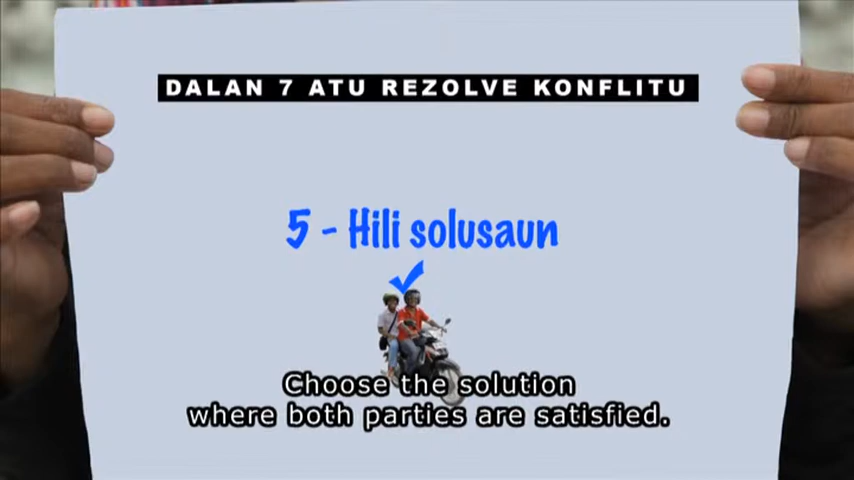 DALAN 7 ATU REZOLVE KONFLITU
5 - Hili solusaun
Choose the solution
where both parties are satisfied.